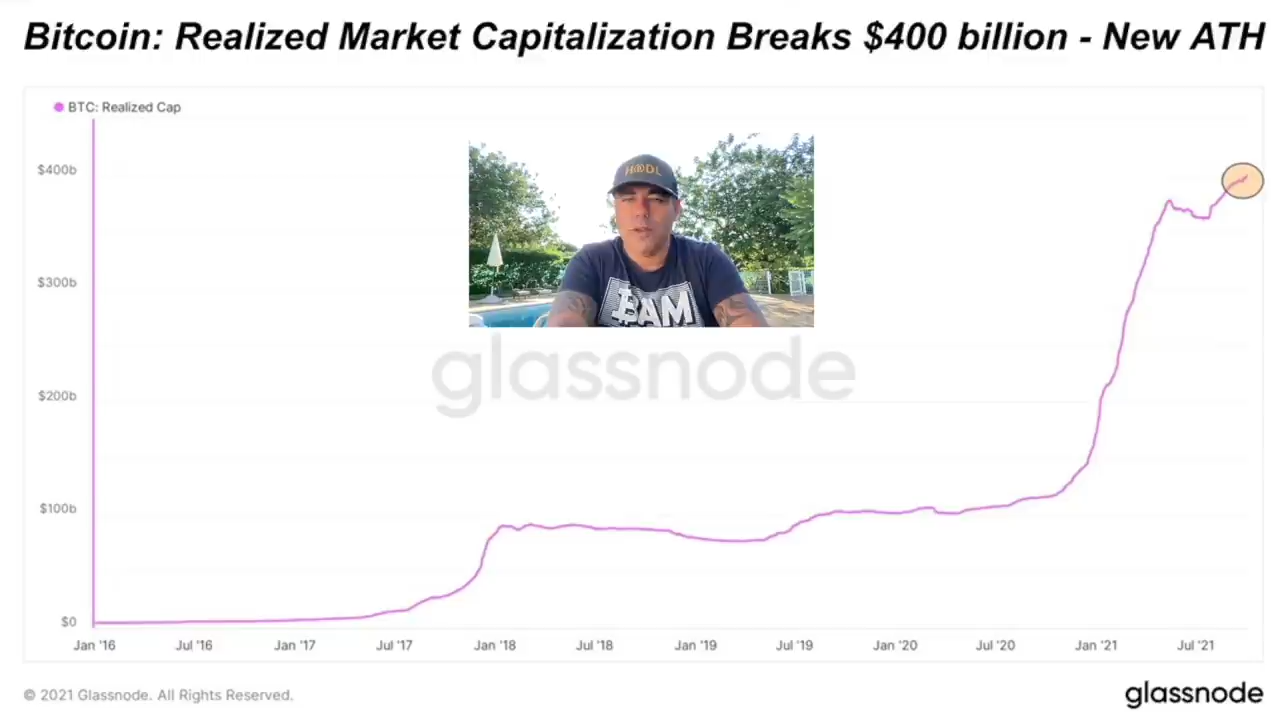 Bitcoin: Realized Market Capitalization Breaks $400 billion - New ATH
BTC: Realized Cap
$400b
$300b
$200b
$100b
$0
HODL
BAM
glassnode
Jan '16 Jul '16 Jan '17 Jul '17 Jan '18 Jul '18 Jan '19 Jul '19 Jan '20 Jul '20 Jan '21 Jul '21
© 2021 Glassnode. All Rights Reserved.
glassnode